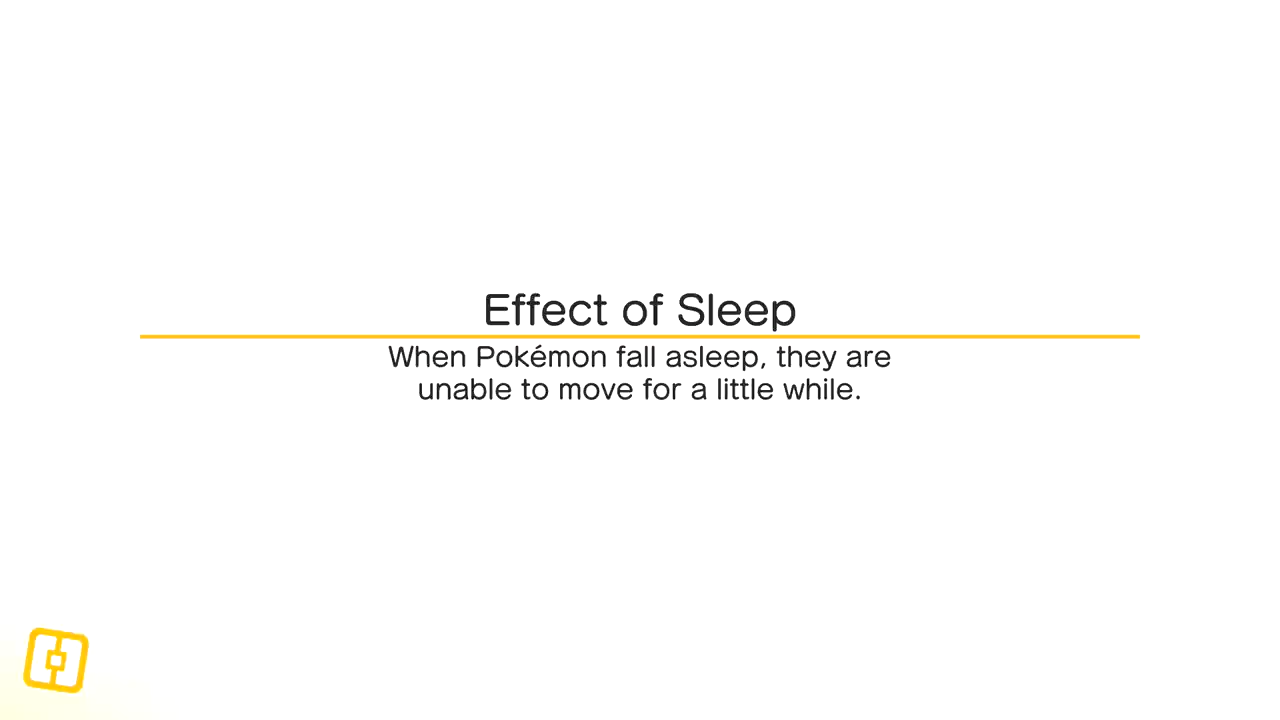 Effect of Sleep
When Pokémon fall asleep, they are
unable to move for a little while.